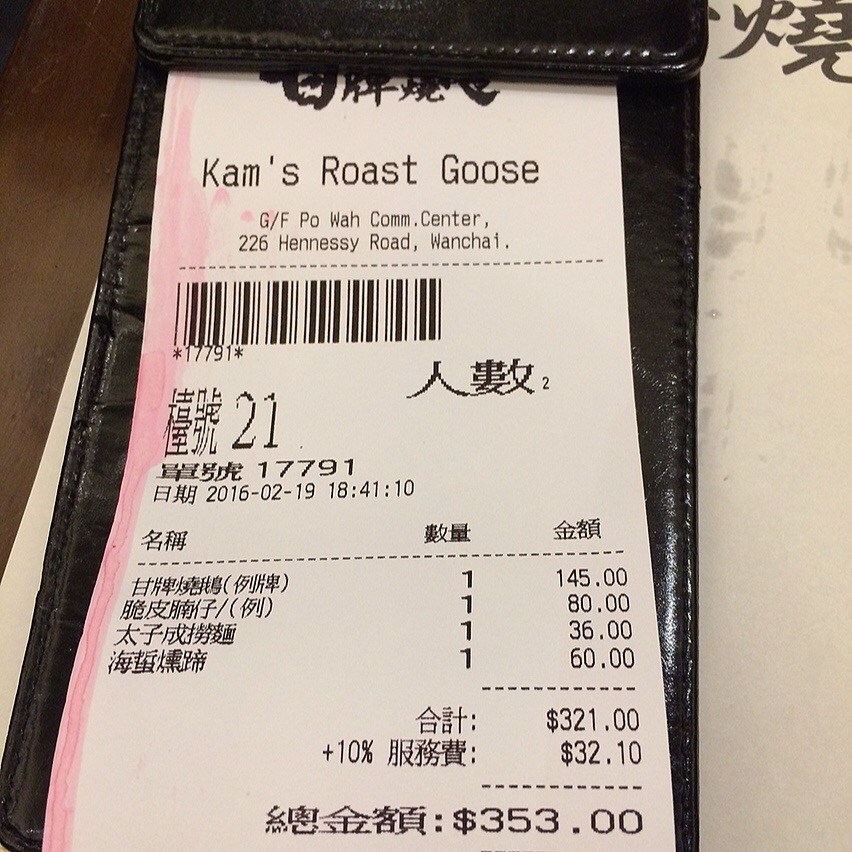 燒
甘牌燒
Kam's Roast Goose
G/F Po Wah Comm.Center,
226 Hennessy Road, Wanchai.
*17791*
人數 2
檯號 21
單號 17791
日期 2016-02-19 18:41:10
名稱 數量 金額
甘牌燒鵝(例牌) 1 145.00
脆皮腩仔/(例) 1 80.00
太子成撈麵 1 36.00
海蜇燻蹄 1 60.00
合計: $321.00
+10% 服務費: $32.10
總金額:$353.00